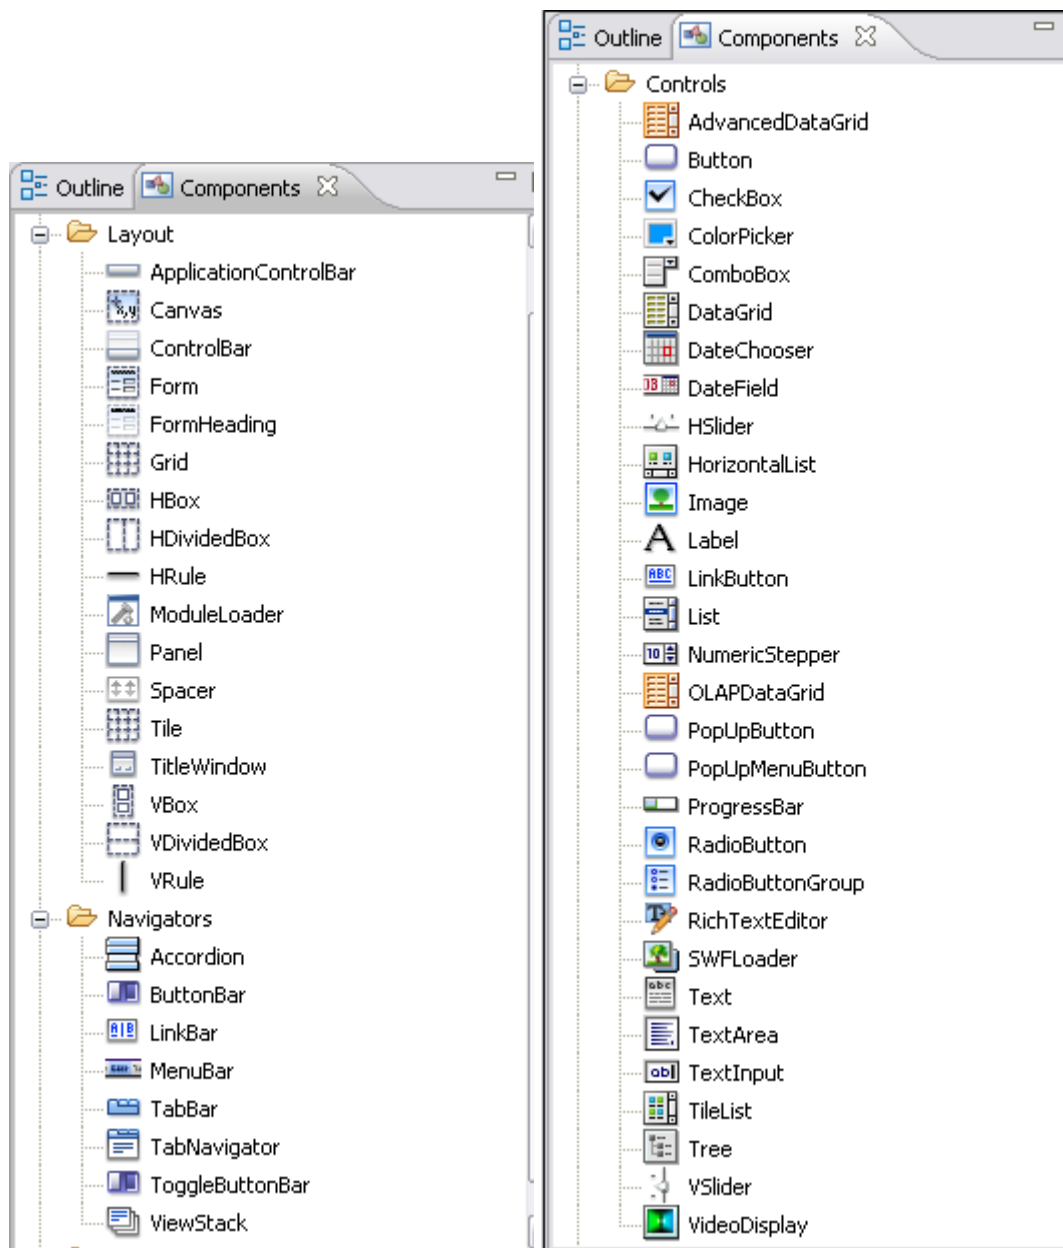 Outline Components
Layout
ApplicationControlBar
Canvas
ControlBar
Form
FormHeading
Grid
HBox
HDividedBox
HRule
ModuleLoader
Panel
Spacer
Tile
TitleWindow
VBox
VDividedBox
VRule
Navigators
Accordion
ButtonBar
LinkBar
MenuBar
TabBar
TabNavigator
ToggleButtonBar
ViewStack
Outline Components
Controls
AdvancedDataGrid
Button
CheckBox
ColorPicker
ComboBox
DataGrid
DateChooser
DateField
HSlider
HorizontalList
Image
Label
LinkButton
List
NumericStepper
OLAPDataGrid
PopUpButton
PopUpMenuButton
ProgressBar
RadioButton
RadioButtonGroup
RichTextEditor
SWFLoader
Text
TextArea
TextInput
TileList
Tree
VSlider
VideoDisplay